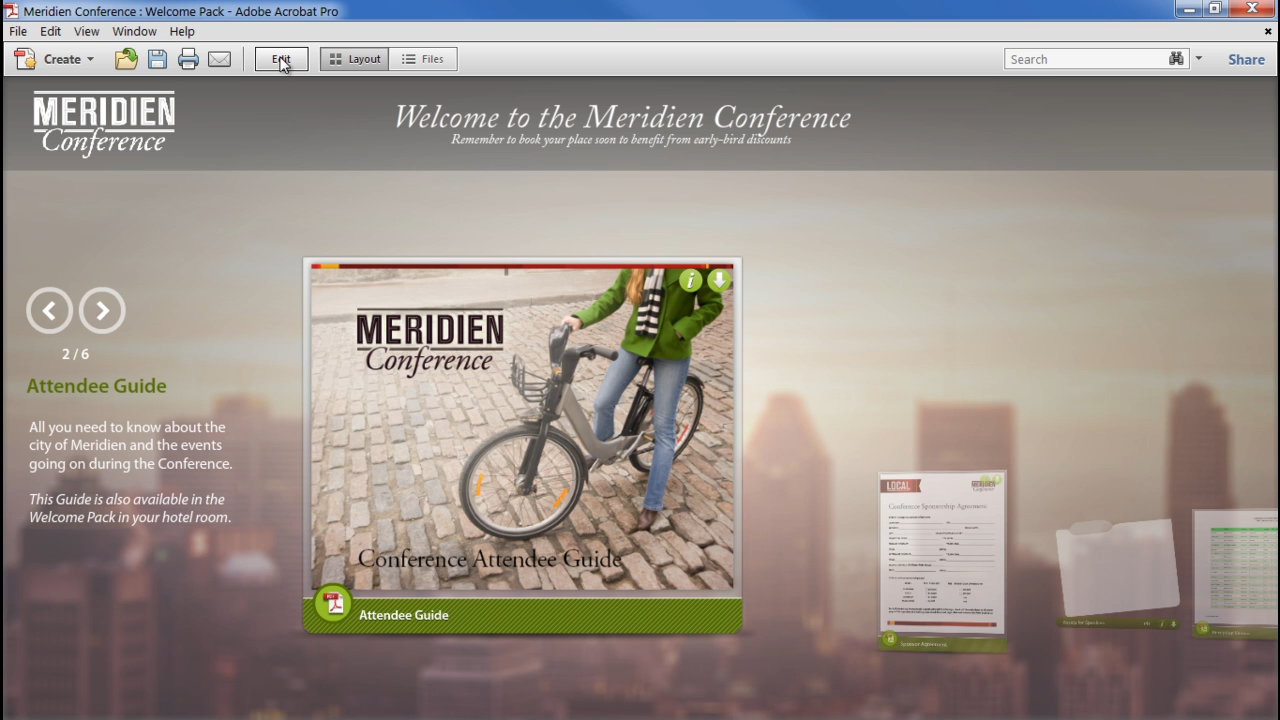 Meridien Conference : Welcome Pack - Adobe Acrobat Pro
File Edit View Window Help
Create Edit Layout Files Search Share
MERIDIEN
Conference
Welcome to the Meridien Conference
Remember to book your place soon to benefit from early-bird discounts
2 / 6
Attendee Guide
All you need to know about the
city of Meridien and the events
going on during the Conference.
This Guide is also available in the
Welcome Pack in your hotel room.
MERIDIEN
Conference
Conference Attendee Guide
PDF
Attendee Guide
LOCAL
Conference Sponsorship Agreement
Sponsor Agreement